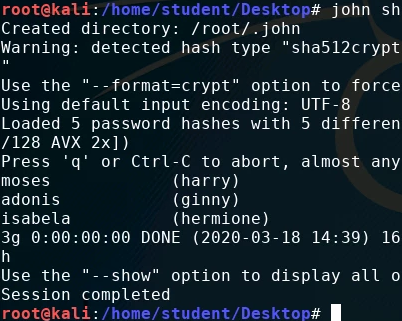 root@kali:/home/student/Desktop# john sh
Created directory: /root/.john
Warning: detected hash type "sha512crypt
"
Use the "--format=crypt" option to force
Using default input encoding: UTF-8
Loaded 5 password hashes with 5 differen
/128 AVX 2x])
Press 'q' or Ctrl-C to abort, almost any
moses            (harry)
adonis           (ginny)
isabela          (hermione)
3g 0:00:00:00 DONE (2020-03-18 14:39) 16
h
Use the "--show" option to display all o
Session completed
root@kali:/home/student/Desktop#